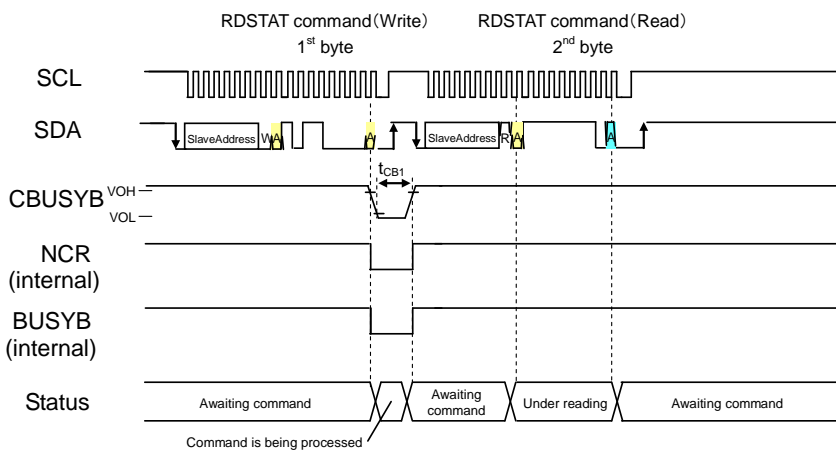 RDSTAT command(Write) RDSTAT command(Read)
1st byte 2nd byte
SCL
SDA
SlaveAddress W A A SlaveAddress R A A
tCB1
CBUSYB VOH
VOL
NCR
(internal)
BUSYB
(internal)
Status Awaiting command Awaiting command Under reading Awaiting command
Command is being processed